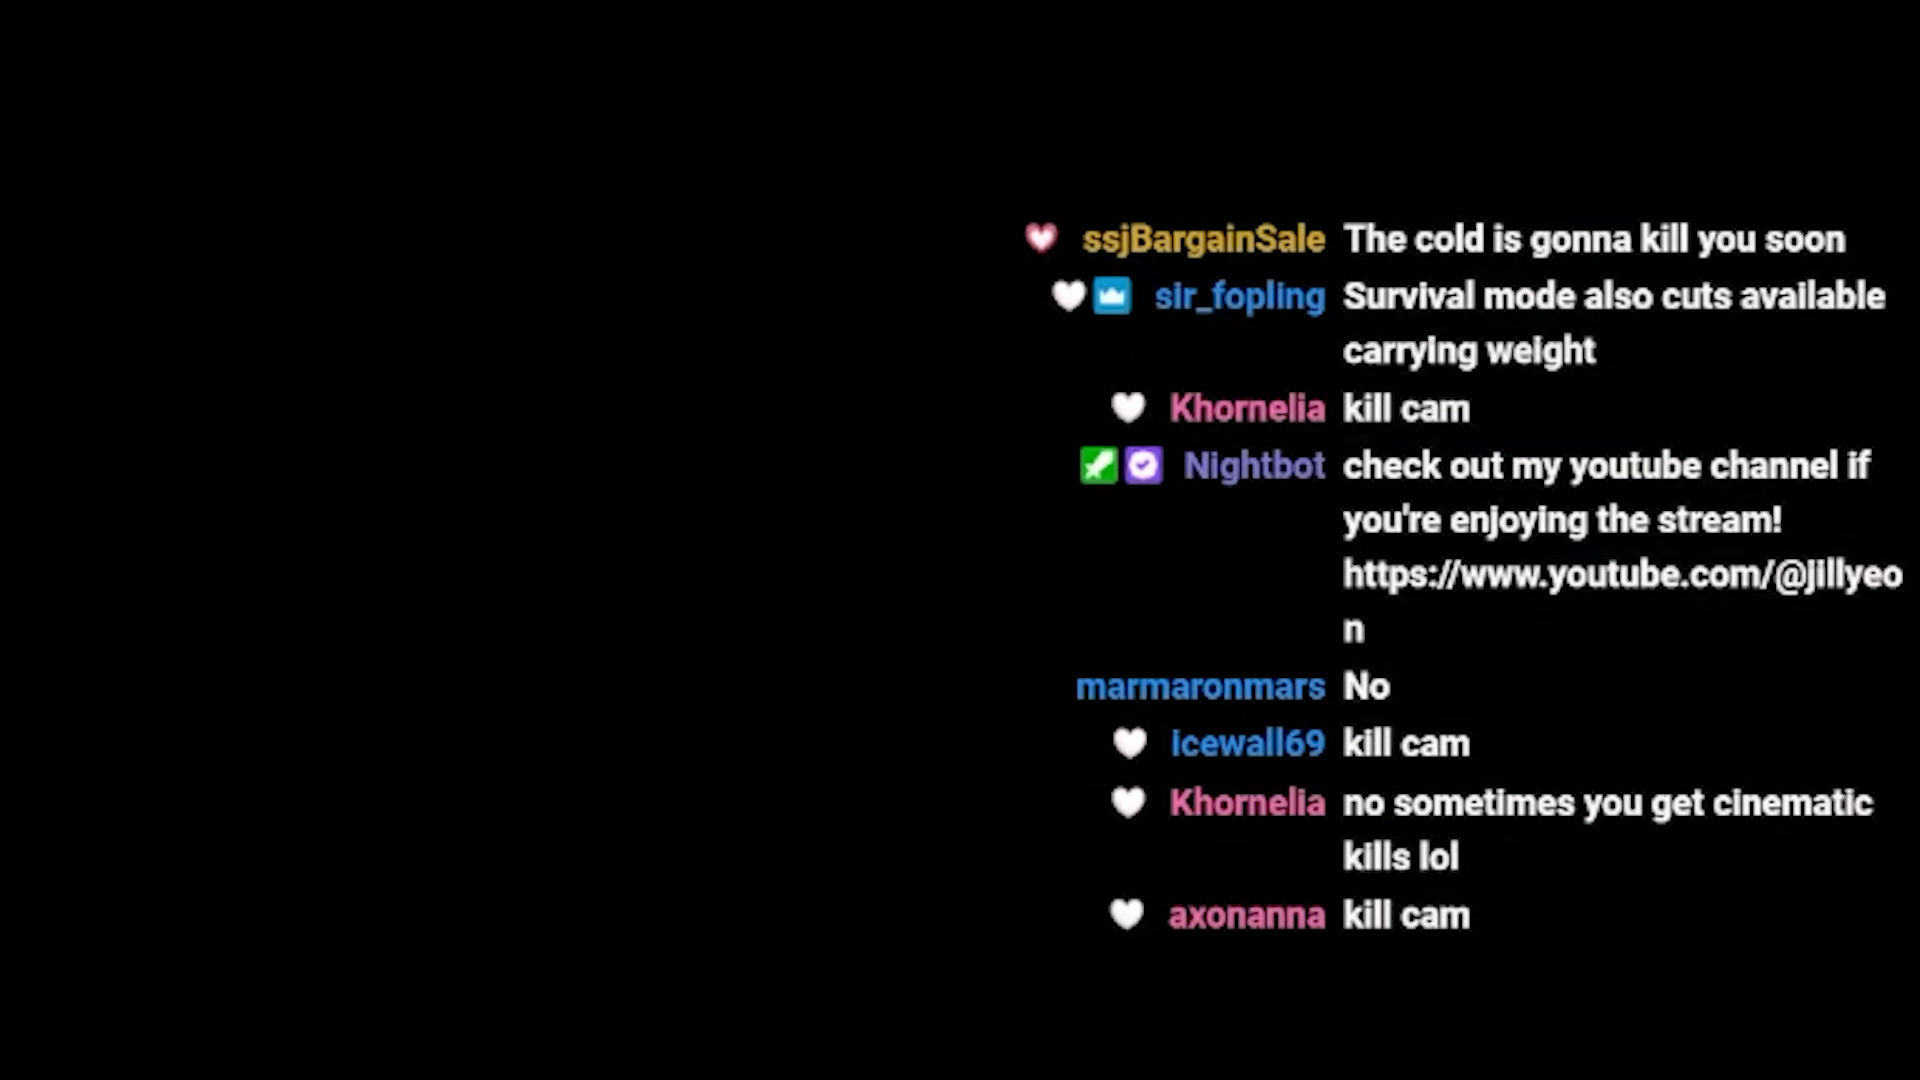 ssjBargainSale The cold is gonna kill you soon
sir_fopling Survival mode also cuts available
carrying weight
Khornelia kill cam
Nightbot check out my youtube channel if
you're enjoying the stream!
https://www.youtube.com/@jillyeo
n
marmaronmars No
icewall69 kill cam
Khornelia no sometimes you get cinematic
kills lol
axonanna kill cam